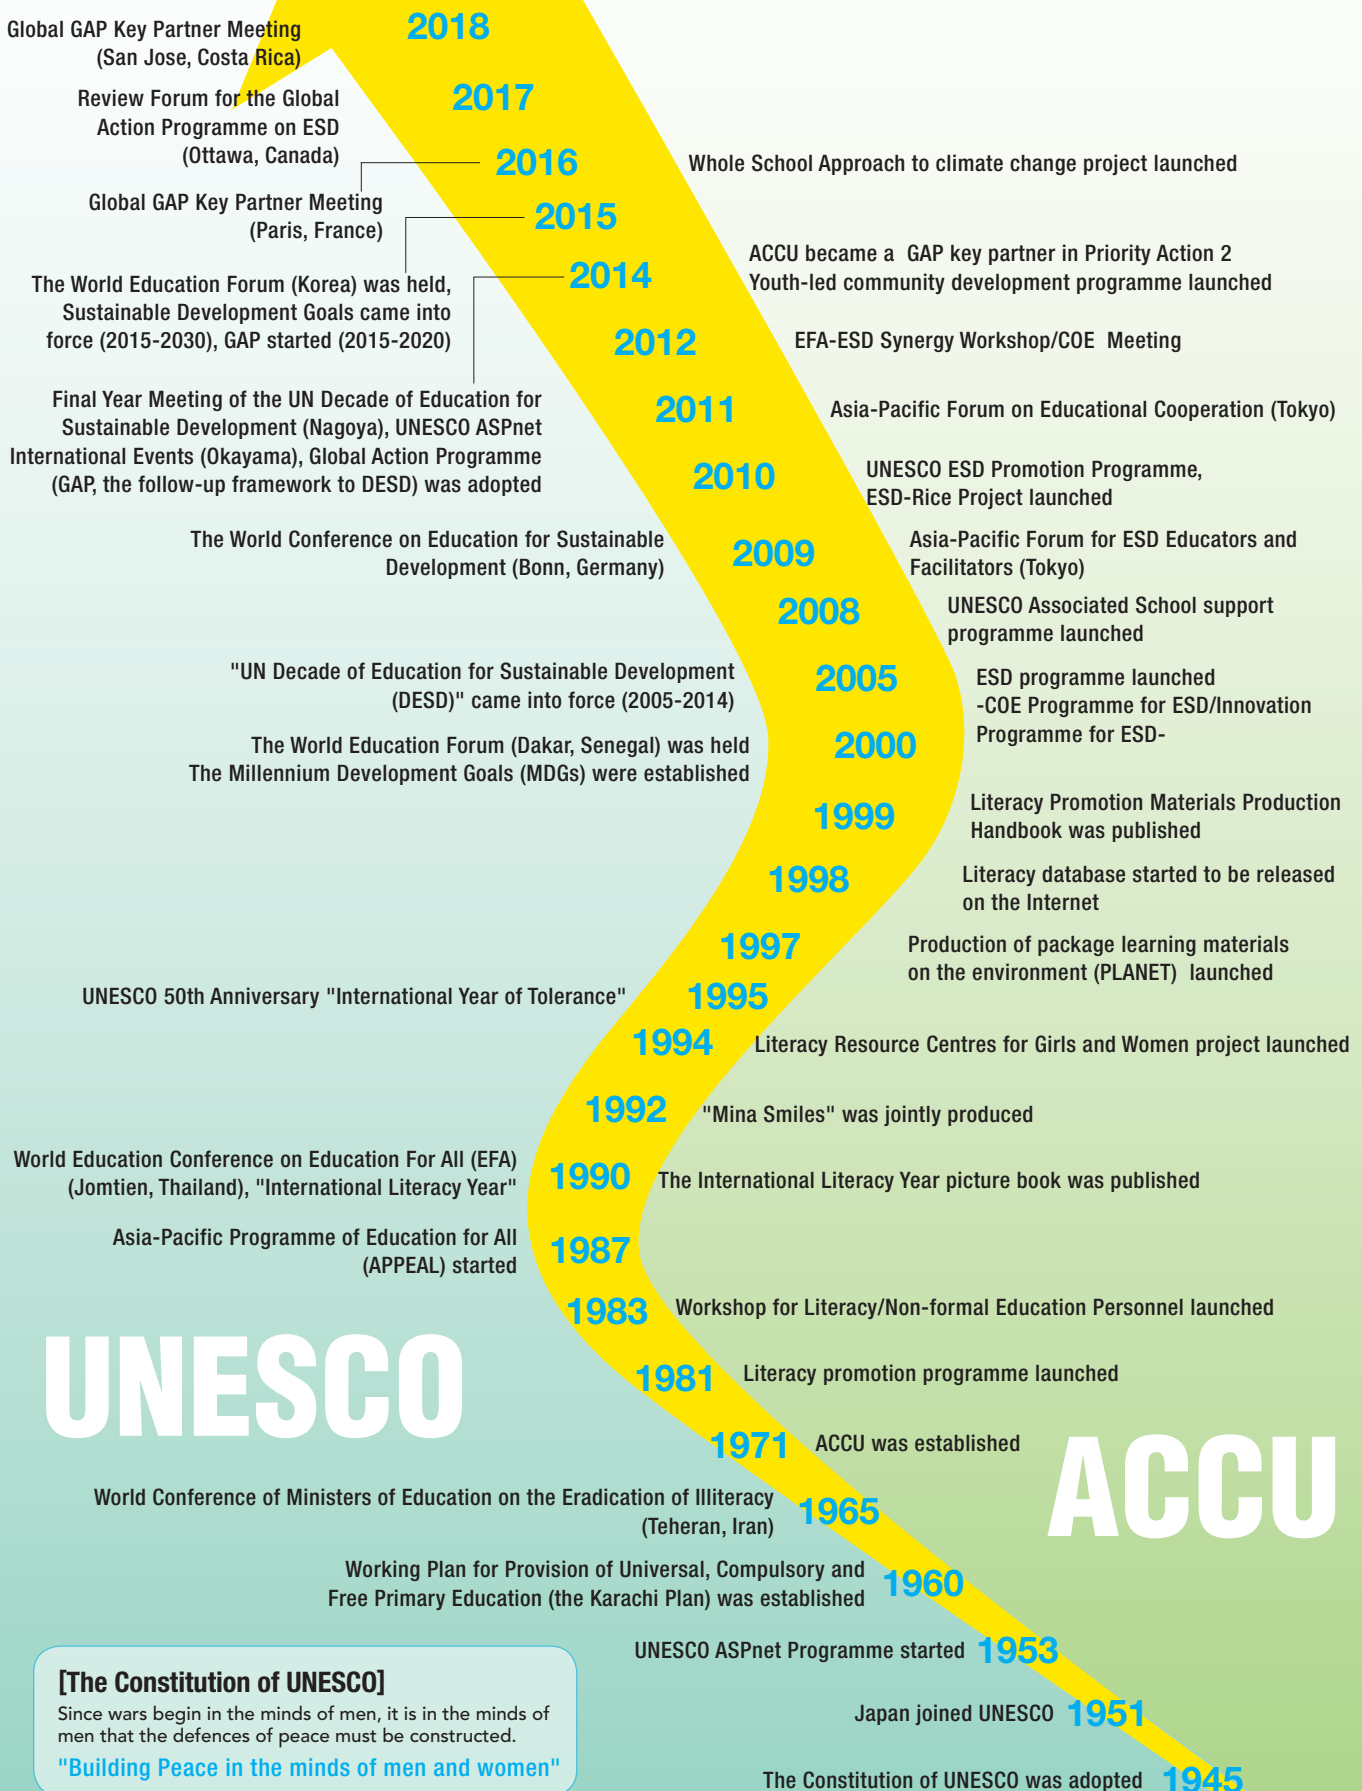 Global GAP Key Partner Meeting
(San Jose, Costa Rica)
2018
Review Forum for the Global
Action Programme on ESD
(Ottawa, Canada)
2017
2016
Whole School Approach to climate change project launched
Global GAP Key Partner Meeting
(Paris, France)
2015
ACCU became a GAP key partner in Priority Action 2
Youth-led community development programme launched
The World Education Forum (Korea) was held,
Sustainable Development Goals came into
force (2015-2030), GAP started (2015-2020)
2014
2012
EFA-ESD Synergy Workshop/COE Meeting
Final Year Meeting of the UN Decade of Education for
Sustainable Development (Nagoya), UNESCO ASPnet
International Events (Okayama), Global Action Programme
(GAP, the follow-up framework to DESD) was adopted
2011
Asia-Pacific Forum on Educational Cooperation (Tokyo)
2010
UNESCO ESD Promotion Programme,
ESD-Rice Project launched
The World Conference on Education for Sustainable
Development (Bonn, Germany)
2009
Asia-Pacific Forum for ESD Educators and
Facilitators (Tokyo)
2008
UNESCO Associated School support
programme launched
"UN Decade of Education for Sustainable Development
(DESD)" came into force (2005-2014)
2005
ESD programme launched
-COE Programme for ESD/Innovation
Programme for ESD-
The World Education Forum (Dakar, Senegal) was held
The Millennium Development Goals (MDGs) were established
2000
1999
Literacy Promotion Materials Production
Handbook was published
1998
Literacy database started to be released
on the Internet
1997
Production of package learning materials
on the environment (PLANET) launched
UNESCO 50th Anniversary "International Year of Tolerance"
1995
1994
Literacy Resource Centres for Girls and Women project launched
1992
"Mina Smiles" was jointly produced
World Education Conference on Education For All (EFA)
(Jomtien, Thailand), "International Literacy Year"
1990
The International Literacy Year picture book was published
Asia-Pacific Programme of Education for All
(APPEAL) started
1987
1983
Workshop for Literacy/Non-formal Education Personnel launched
UNESCO
1981
Literacy promotion programme launched
1971
ACCU was established
ACCU
World Conference of Ministers of Education on the Eradication of Illiteracy
(Teheran, Iran)
1965
Working Plan for Provision of Universal, Compulsory and
Free Primary Education (the Karachi Plan) was established
1960
UNESCO ASPnet Programme started
1953
Japan joined UNESCO
1951
The Constitution of UNESCO was adopted
1945
[The Constitution of UNESCO]
Since wars begin in the minds of men, it is in the minds of
men that the defences of peace must be constructed.
"Building Peace in the minds of men and women"